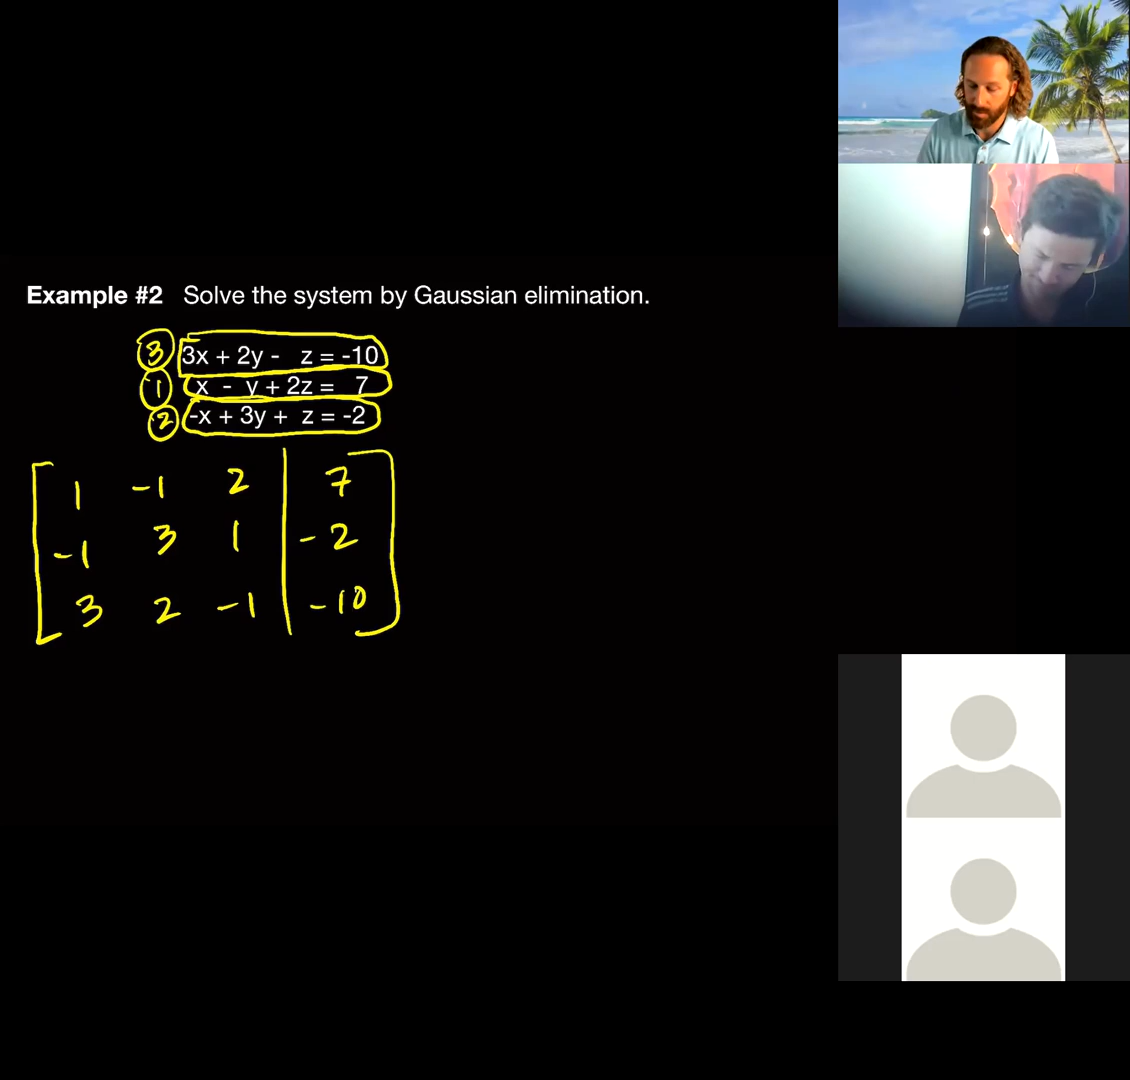 Example #2 Solve the system by Gaussian elimination.
③ 3x + 2y - z = -10
① x - y + 2z = 7
② -x + 3y + z = -2
1 -1 2 | 7
-1 3 1 | -2
3 2 -1 | -10